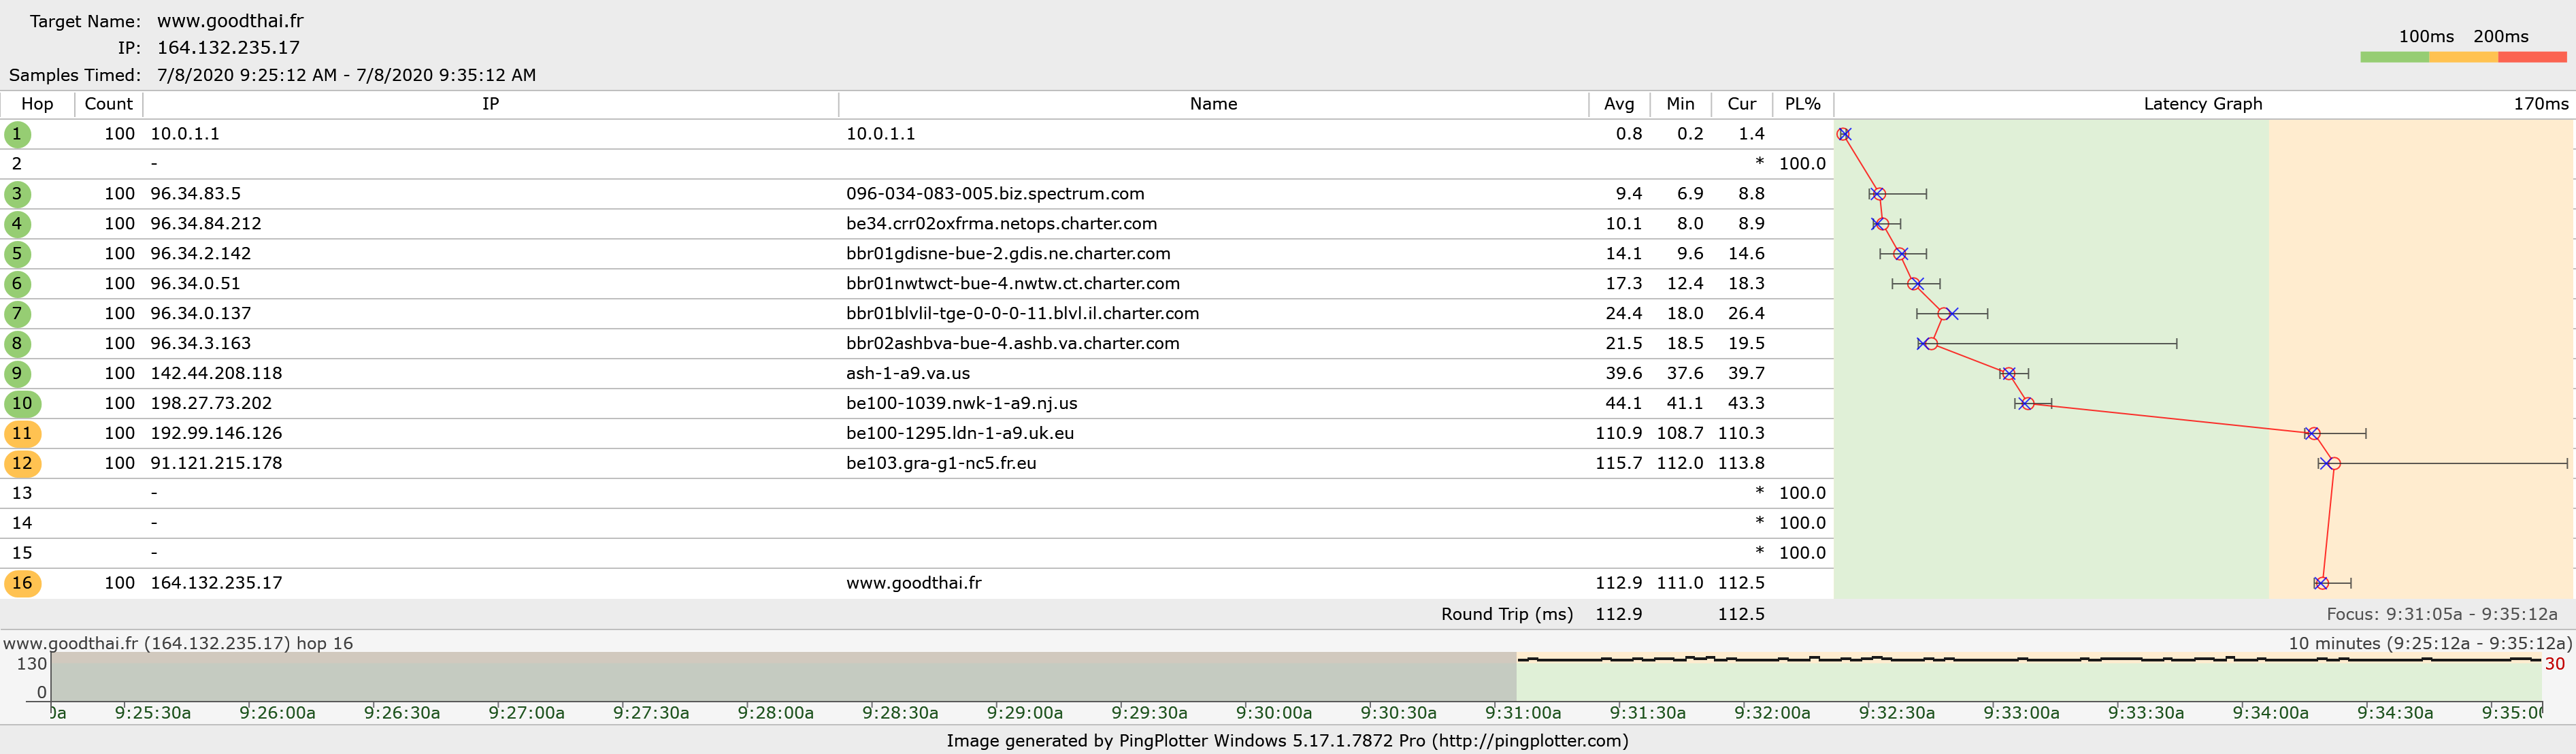 Target Name: www.goodthai.fr
IP: 164.132.235.17
Samples Timed: 7/8/2020 9:25:12 AM - 7/8/2020 9:35:12 AM
100ms 200ms
Hop Count IP Name Avg Min Cur PL% Latency Graph 170ms
1 100 10.0.1.1 10.0.1.1 0.8 0.2 1.4
2 - * 100.0
3 100 96.34.83.5 096-034-083-005.biz.spectrum.com 9.4 6.9 8.8
4 100 96.34.84.212 be34.crr02oxfrma.netops.charter.com 10.1 8.0 8.9
5 100 96.34.2.142 bbr01gdisne-bue-2.gdis.ne.charter.com 14.1 9.6 14.6
6 100 96.34.0.51 bbr01nwtwct-bue-4.nwtw.ct.charter.com 17.3 12.4 18.3
7 100 96.34.0.137 bbr01blvlil-tge-0-0-0-11.blvl.il.charter.com 24.4 18.0 26.4
8 100 96.34.3.163 bbr02ashbva-bue-4.ashb.va.charter.com 21.5 18.5 19.5
9 100 142.44.208.118 ash-1-a9.va.us 39.6 37.6 39.7
10 100 198.27.73.202 be100-1039.nwk-1-a9.nj.us 44.1 41.1 43.3
11 100 192.99.146.126 be100-1295.ldn-1-a9.uk.eu 110.9 108.7 110.3
12 100 91.121.215.178 be103.gra-g1-nc5.fr.eu 115.7 112.0 113.8
13 - * 100.0
14 - * 100.0
15 - * 100.0
16 100 164.132.235.17 www.goodthai.fr 112.9 111.0 112.5
Round Trip (ms) 112.9 112.5 Focus: 9:31:05a - 9:35:12a
www.goodthai.fr (164.132.235.17) hop 16 10 minutes (9:25:12a - 9:35:12a)
130 30
0
0a 9:25:30a 9:26:00a 9:26:30a 9:27:00a 9:27:30a 9:28:00a 9:28:30a 9:29:00a 9:29:30a 9:30:00a 9:30:30a 9:31:00a 9:31:30a 9:32:00a 9:32:30a 9:33:00a 9:33:30a 9:34:00a 9:34:30a 9:35:0
Image generated by PingPlotter Windows 5.17.1.7872 Pro (http://pingplotter.com)